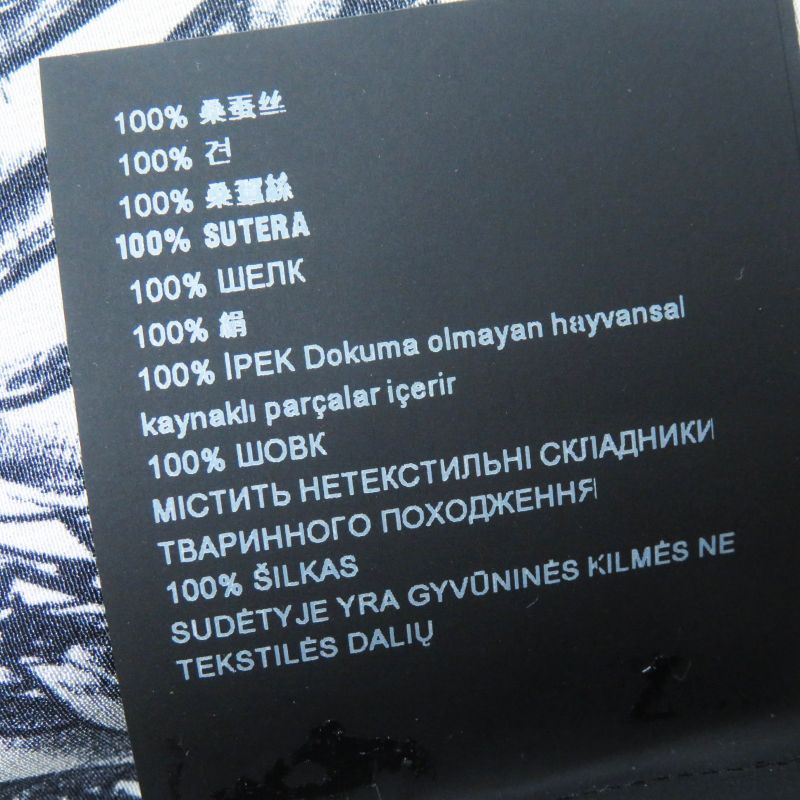 100% 桑蚕丝
100% 견
100% 桑蠶絲
100% SUTERA
100% ШЕЛК
100% 絹
100% İPEK Dokuma olmayan hayvansal
kaynaklı parçalar içerir
100% ШОВК
МІСТИТЬ НЕТЕКСТИЛЬНІ СКЛАДНИКИ
ТВАРИННОГО ПОХОДЖЕННЯ
100% ŠILKAS
SUDĖTYJE YRA GYVŪNINĖS KILMĖS NE
TEKSTILĖS DALIŲ